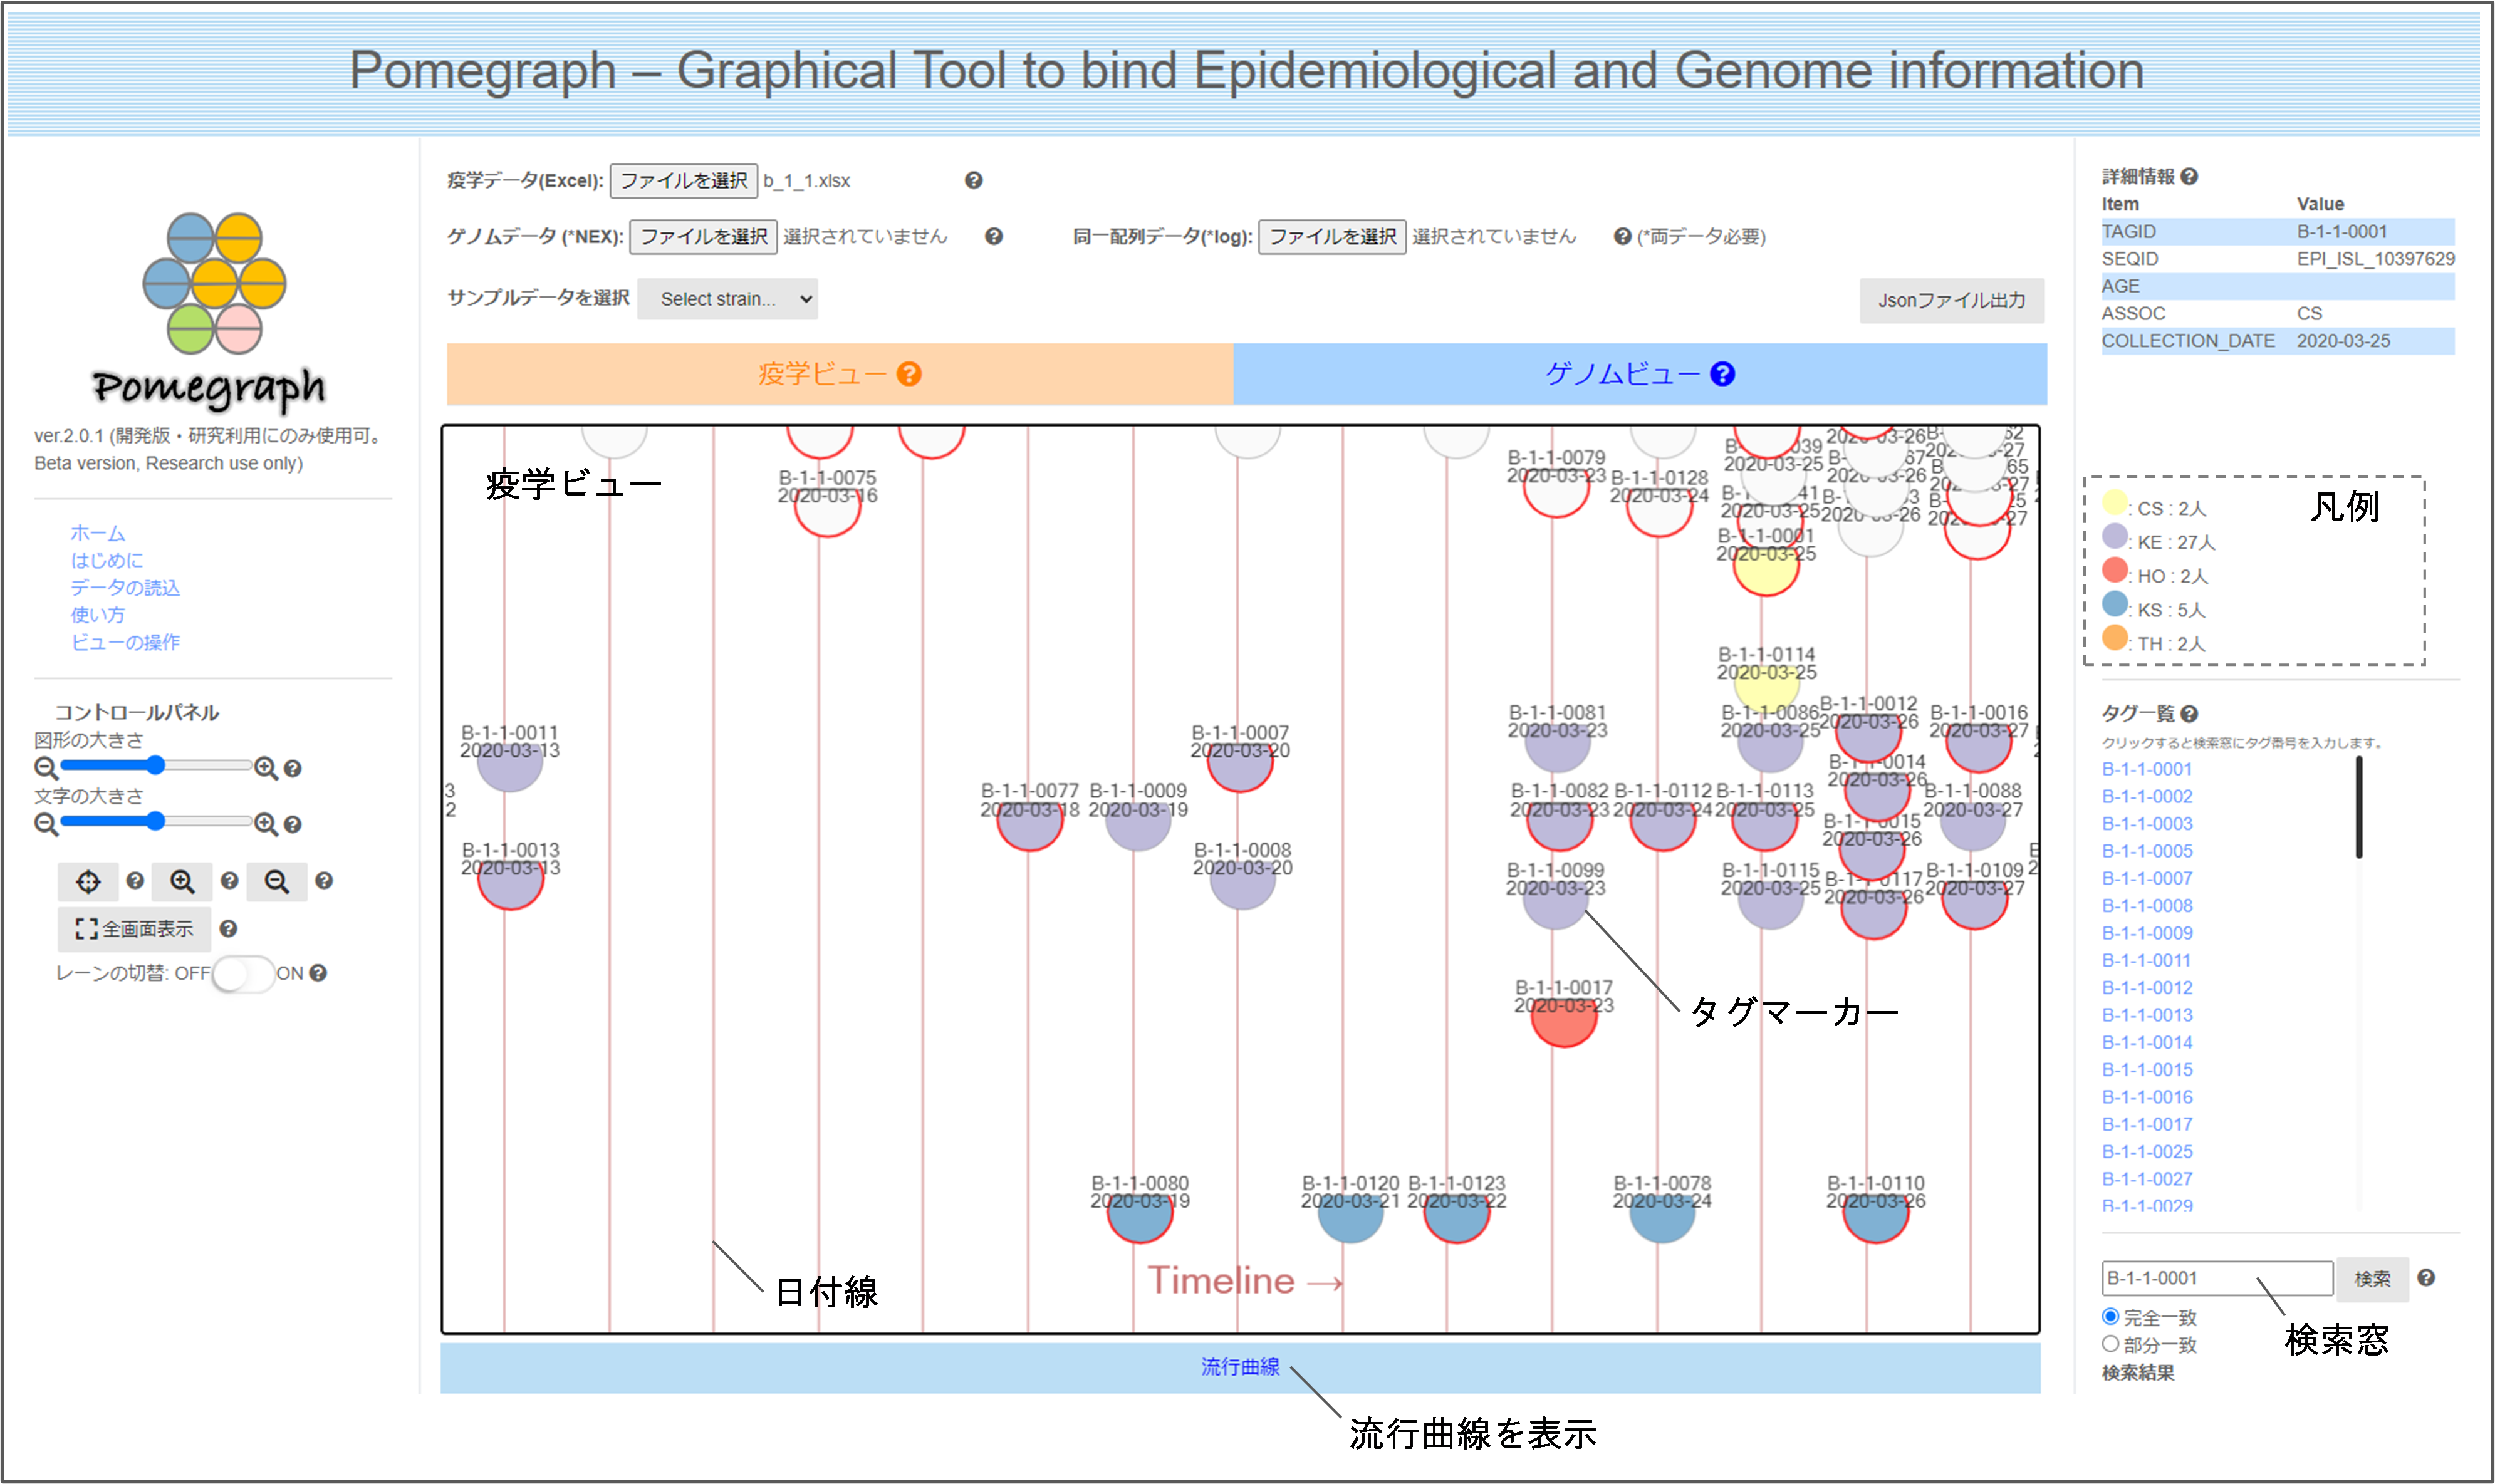 Pomegraph – Graphical Tool to bind Epidemiological and Genome information
Pomegraph
ver.2.0.1 (開発版・研究利用にのみ使用可。
Beta version, Research use only)
ホーム
はじめに
データの読込
使い方
ビューの操作
コントロールパネル
図形の大きさ
文字の大きさ
全画面表示
レーンの切替: OFF ON
疫学データ(Excel): ファイルを選択 b_1_1.xlsx
ゲノムデータ (*NEX): ファイルを選択 選択されていません
同一配列データ(*log): ファイルを選択 選択されていません (*両データ必要)
サンプルデータを選択 Select strain...
Jsonファイル出力
疫学ビュー
ゲノムビュー
疫学ビュー
B-1-1-0075
2020-03-16
B-1-1-0079
2020-03-23
B-1-1-0128
2020-03-24
2020-03-25
2020-03-25
B-1-1-0001
2020-03-25
B-1-1-0114
2020-03-25
B-1-1-0011
2020-03-13
B-1-1-0007
2020-03-20
B-1-1-0081
2020-03-23
B-1-1-0086
2020-03-25
B-1-1-0012
2020-03-26
B-1-1-0016
2020-03-27
B-1-1-0014
2020-03-26
B-1-1-0077
2020-03-18
B-1-1-0009
2020-03-19
B-1-1-0082
2020-03-23
B-1-1-0112
2020-03-24
B-1-1-0113
2020-03-25
B-1-1-0088
2020-03-27
B-1-1-0015
2020-03-26
B-1-1-0013
2020-03-13
B-1-1-0008
2020-03-20
B-1-1-0099
2020-03-23
B-1-1-0115
2020-03-25
B-1-1-0117
2020-03-26
B-1-1-0109
2020-03-27
B-1-1-0017
2020-03-23
タグマーカー
B-1-1-0080
2020-03-19
B-1-1-0120
2020-03-21
B-1-1-0123
2020-03-22
B-1-1-0078
2020-03-24
B-1-1-0110
2020-03-26
Timeline →
日付線
流行曲線
流行曲線を表示
詳細情報
Item Value
TAGID B-1-1-0001
SEQID EPI_ISL_10397629
AGE
ASSOC CS
COLLECTION_DATE 2020-03-25
凡例
: CS : 2人
: KE : 27人
: HO : 2人
: KS : 5人
: TH : 2人
タグ一覧
クリックすると検索窓にタグ番号を入力します。
B-1-1-0001
B-1-1-0002
B-1-1-0003
B-1-1-0005
B-1-1-0007
B-1-1-0008
B-1-1-0009
B-1-1-0011
B-1-1-0012
B-1-1-0013
B-1-1-0014
B-1-1-0015
B-1-1-0016
B-1-1-0017
B-1-1-0025
B-1-1-0027
B-1-1-0029
B-1-1-0001 検索
完全一致
部分一致
検索窓
検索結果